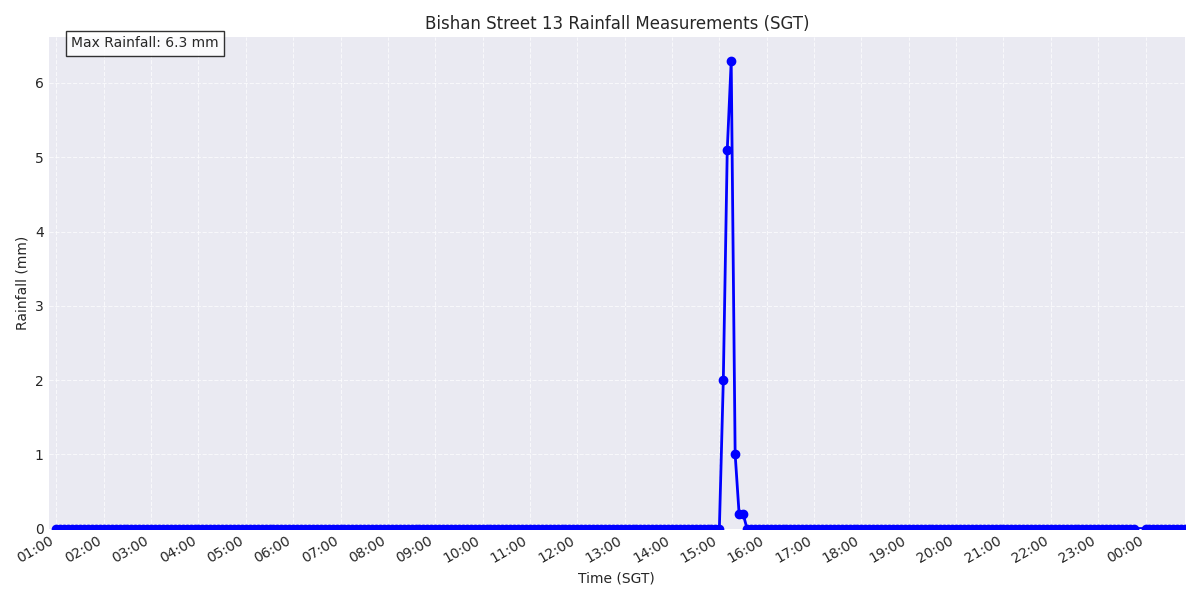 Bishan Street 13 Rainfall Measurements (SGT)
Max Rainfall: 6.3 mm
6
5
4
3
2
1
0
Rainfall (mm)
01:00 02:00 03:00 04:00 05:00 06:00 07:00 08:00 09:00 10:00 11:00 12:00 13:00 14:00 15:00 16:00 17:00 18:00 19:00 20:00 21:00 22:00 23:00 00:00
Time (SGT)